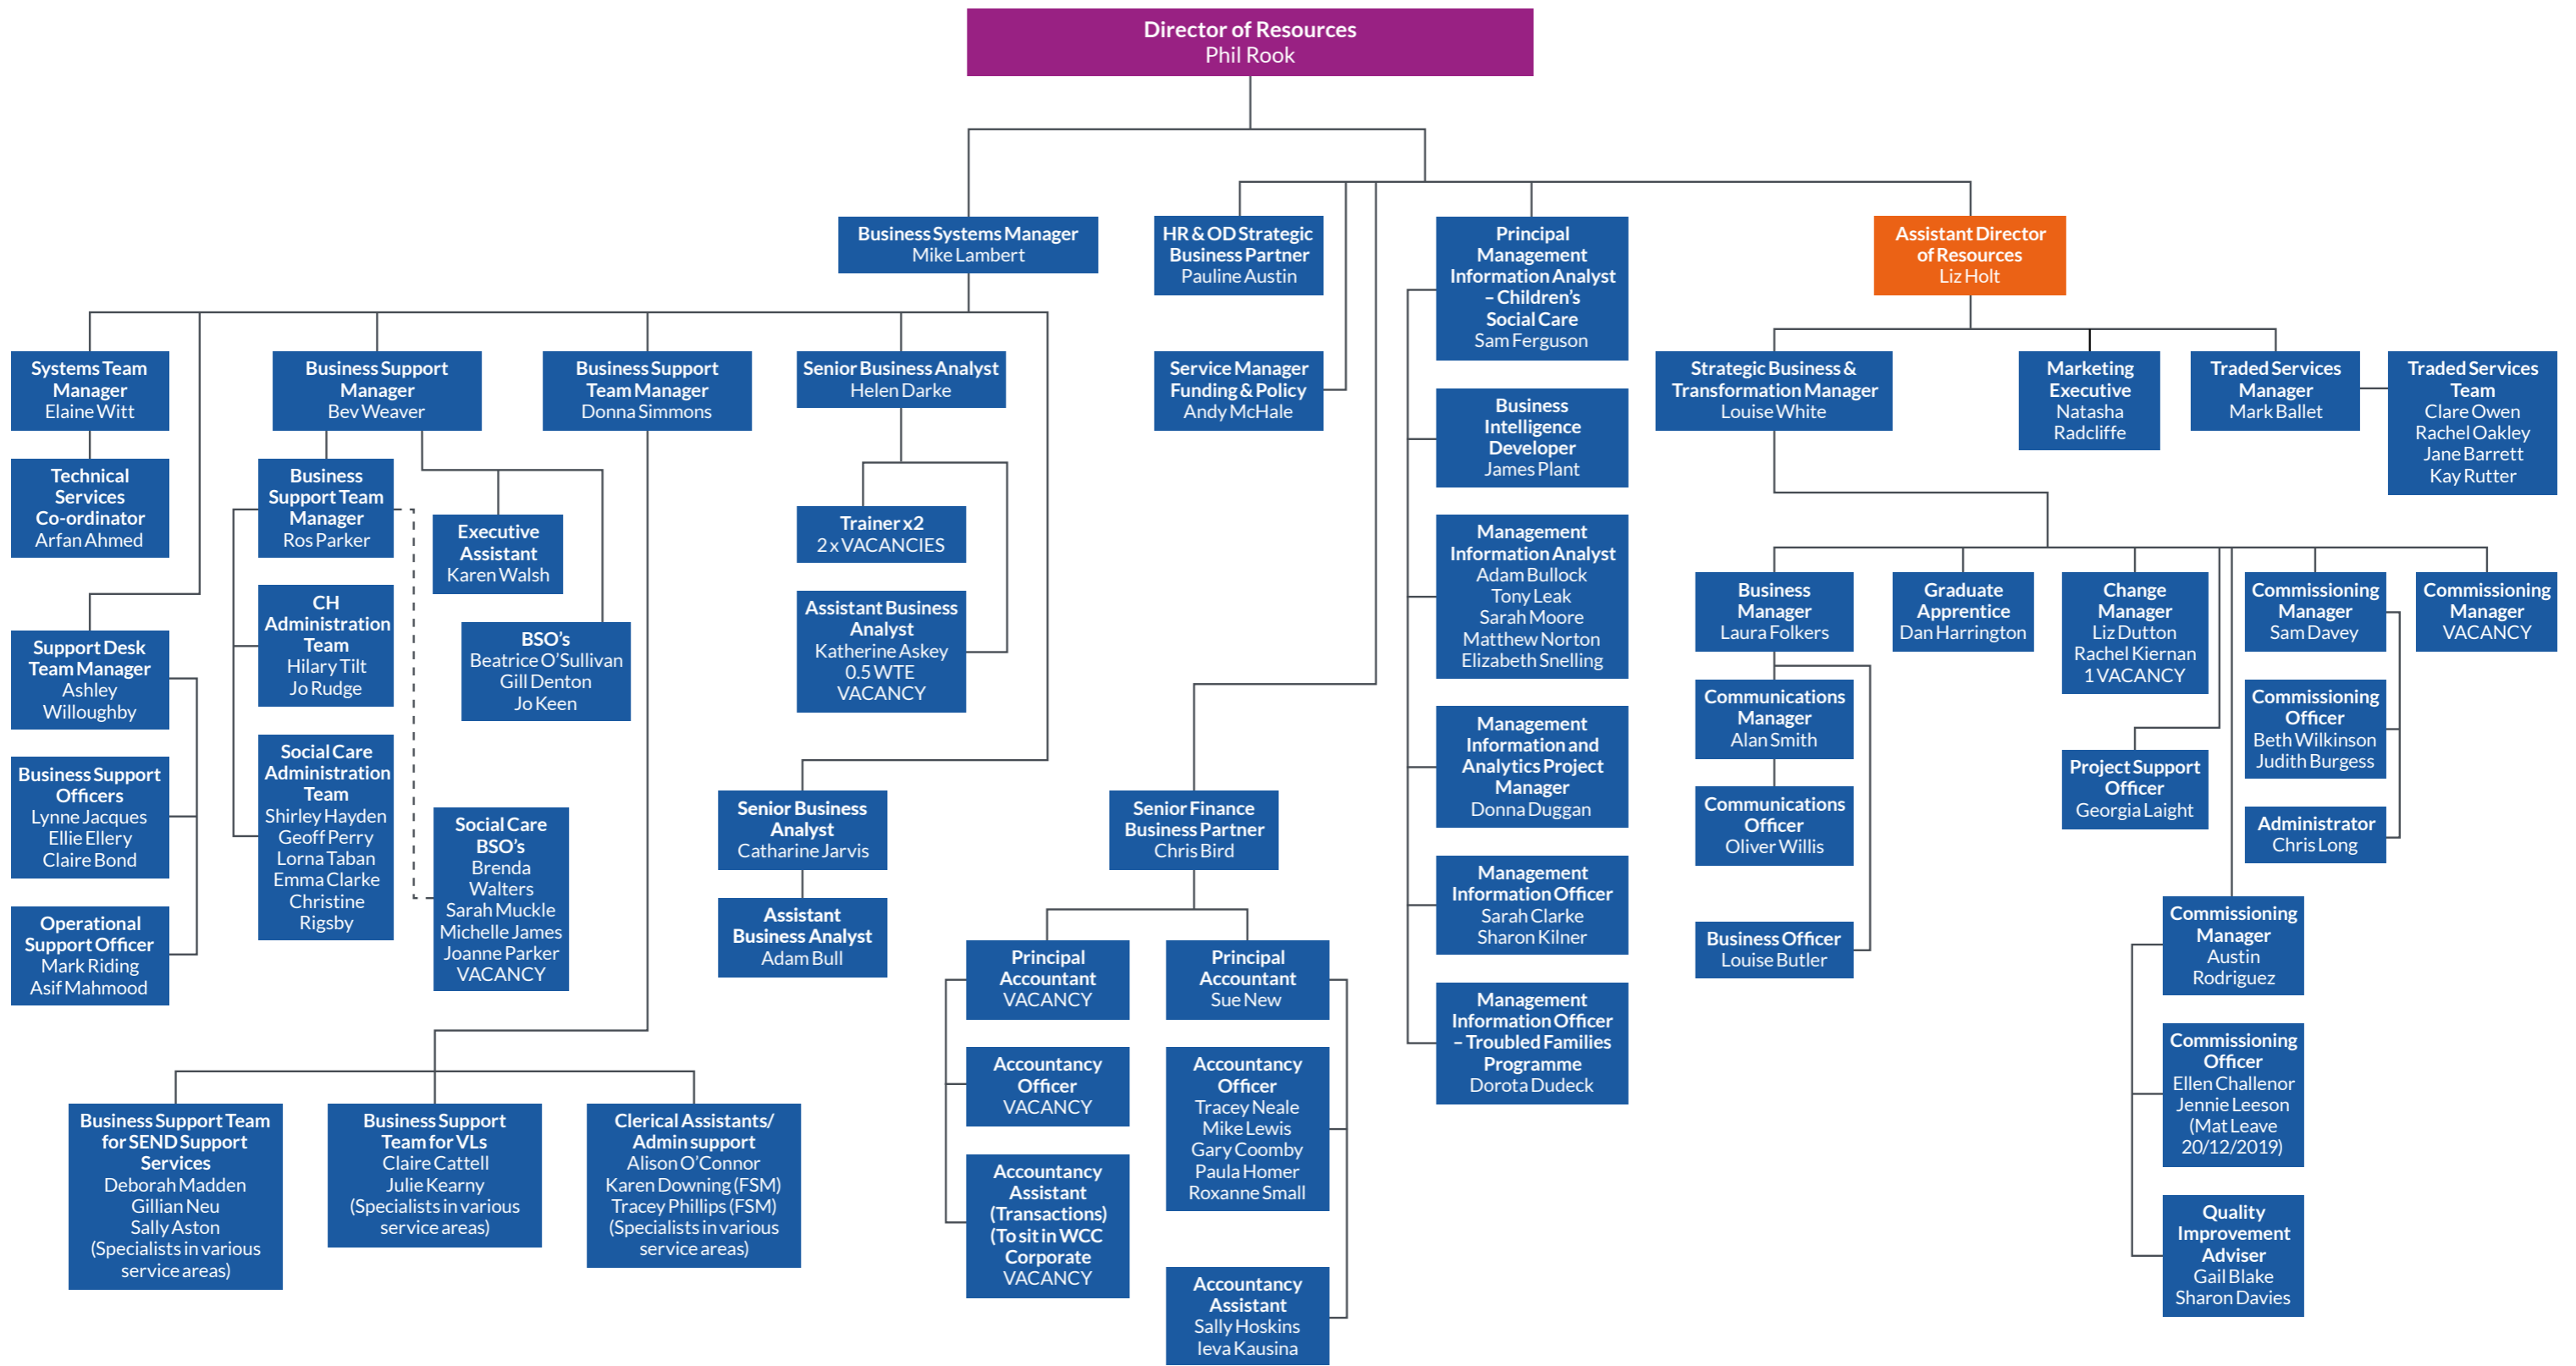 Director of Resources
Phil Rook
Business Systems Manager
Mike Lambert
HR & OD Strategic
Business Partner
Pauline Austin
Service Manager
Funding & Policy
Andy McHale
Principal
Management
Information Analyst
– Children’s
Social Care
Sam Ferguson
Assistant Director
of Resources
Liz Holt
Systems Team
Manager
Elaine Witt
Technical
Services
Co-ordinator
Arfan Ahmed
Support Desk
Team Manager
Ashley
Willoughby
Business Support
Officers
Lynne Jacques
Ellie Ellery
Claire Bond
Operational
Support Officer
Mark Riding
Asif Mahmood
Business Support
Manager
Bev Weaver
Business
Support Team
Manager
Ros Parker
CH
Administration
Team
Hilary Tilt
Jo Rudge
Social Care
Administration
Team
Shirley Hayden
Geoff Perry
Lorna Taban
Emma Clarke
Christine
Rigsby
Executive
Assistant
Karen Walsh
BSO’s
Beatrice O’Sullivan
Gill Denton
Jo Keen
Social Care
BSO’s
Brenda
Walters
Sarah Muckle
Michelle James
Joanne Parker
VACANCY
Business Support
Team Manager
Donna Simmons
Business Support Team
for SEND Support
Services
Deborah Madden
Gillian Neu
Sally Aston
(Specialists in various
service areas)
Business Support
Team for VLs
Claire Cattell
Julie Kearny
(Specialists in various
service areas)
Clerical Assistants/
Admin support
Alison O’Connor
Karen Downing (FSM)
Tracey Phillips (FSM)
(Specialists in various
service areas)
Senior Business Analyst
Helen Darke
Trainer x2
2 x VACANCIES
Assistant Business
Analyst
Katherine Askey
0.5 WTE
VACANCY
Senior Business
Analyst
Catharine Jarvis
Assistant
Business Analyst
Adam Bull
Senior Finance
Business Partner
Chris Bird
Principal
Accountant
VACANCY
Accountancy
Officer
VACANCY
Accountancy
Assistant
(Transactions)
(To sit in WCC
Corporate
VACANCY
Principal
Accountant
Sue New
Accountancy
Officer
Tracey Neale
Mike Lewis
Gary Coomby
Paula Homer
Roxanne Small
Accountancy
Assistant
Sally Hoskins
Ieva Kausina
Business
Intelligence
Developer
James Plant
Management
Information Analyst
Adam Bullock
Tony Leak
Sarah Moore
Matthew Norton
Elizabeth Snelling
Management
Information and
Analytics Project
Manager
Donna Duggan
Management
Information Officer
Sarah Clarke
Sharon Kilner
Management
Information Officer
– Troubled Families
Programme
Dorota Dudeck
Strategic Business &
Transformation Manager
Louise White
Marketing
Executive
Natasha
Radcliffe
Traded Services
Manager
Mark Ballet
Traded Services
Team
Clare Owen
Rachel Oakley
Jane Barrett
Kay Rutter
Business
Manager
Laura Folkers
Communications
Manager
Alan Smith
Communications
Officer
Oliver Willis
Business Officer
Louise Butler
Graduate
Apprentice
Dan Harrington
Change
Manager
Liz Dutton
Rachel Kiernan
1 VACANCY
Project Support
Officer
Georgia Laight
Commissioning
Manager
Sam Davey
Commissioning
Officer
Beth Wilkinson
Judith Burgess
Administrator
Chris Long
Commissioning
Manager
VACANCY
Commissioning
Manager
Austin
Rodriguez
Commissioning
Officer
Ellen Challenor
Jennie Leeson
(Mat Leave
20/12/2019)
Quality
Improvement
Adviser
Gail Blake
Sharon Davies